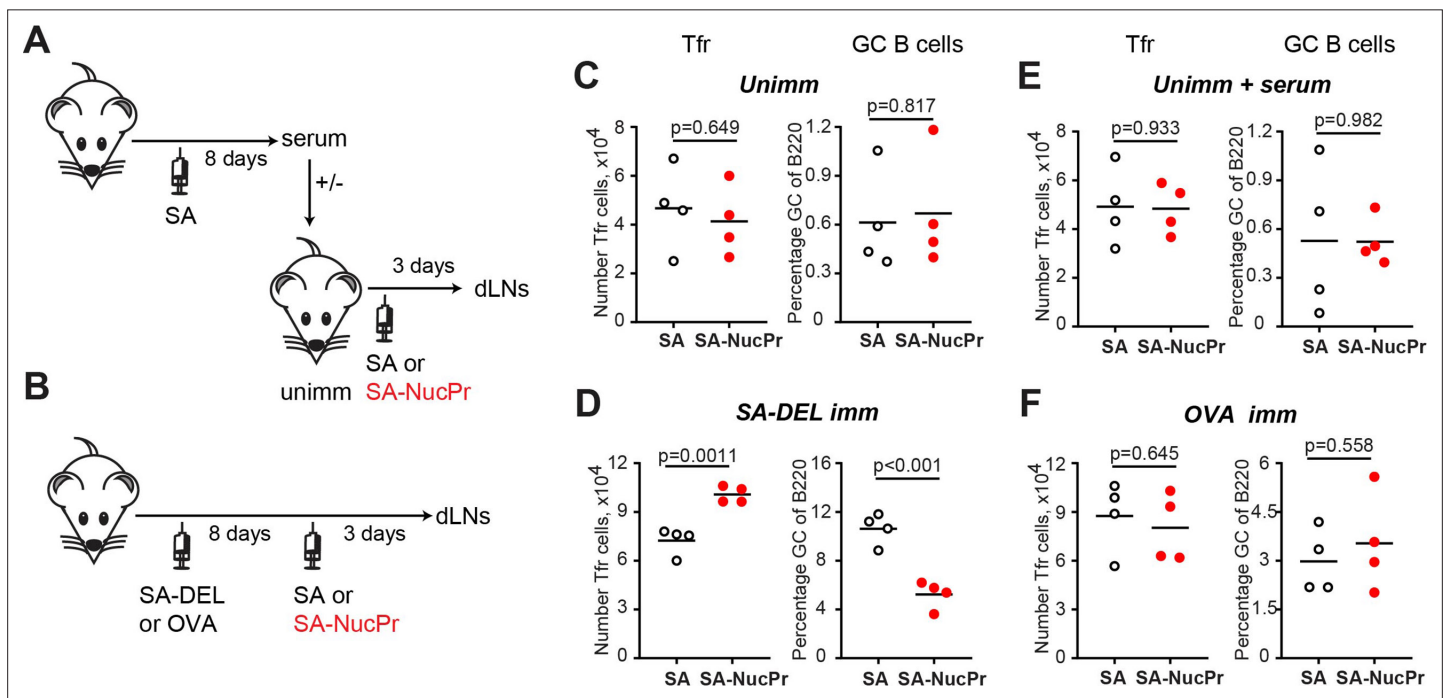 A
8 days
serum
SA
+/-
3 days
dLNs
SA or
unimm SA-NucPr
B
8 days
3 days
dLNs
SA-DEL
or OVA
SA or
SA-NucPr
Tfr
GC B cells
C
Unimm
p=0.649
Number Tfr cells, x10⁴
8
6
4
2
0
SA SA-NucPr
p=0.817
Percentage GC of B220
1.2
0.9
0.6
0.3
0
SA SA-NucPr
D
SA-DEL imm
p=0.0011
Number Tfr cells, x10⁴
12
9
6
3
0
SA SA-NucPr
p<0.001
Percentage GC of B220
16
12
8
4
0
SA SA-NucPr
Tfr
GC B cells
E
Unimm + serum
p=0.933
Number Tfr cells, x10⁴
8
6
4
2
0
SA SA-NucPr
p=0.982
Percentage GC of B220
1.2
0.9
0.6
0.3
0
SA SA-NucPr
F
OVA imm
p=0.645
Number Tfr cells, x10⁴
12
9
6
3
0
SA SA-NucPr
p=0.558
Percentage GC of B220
6
4.5
3
1.5
0
SA SA-NucPr